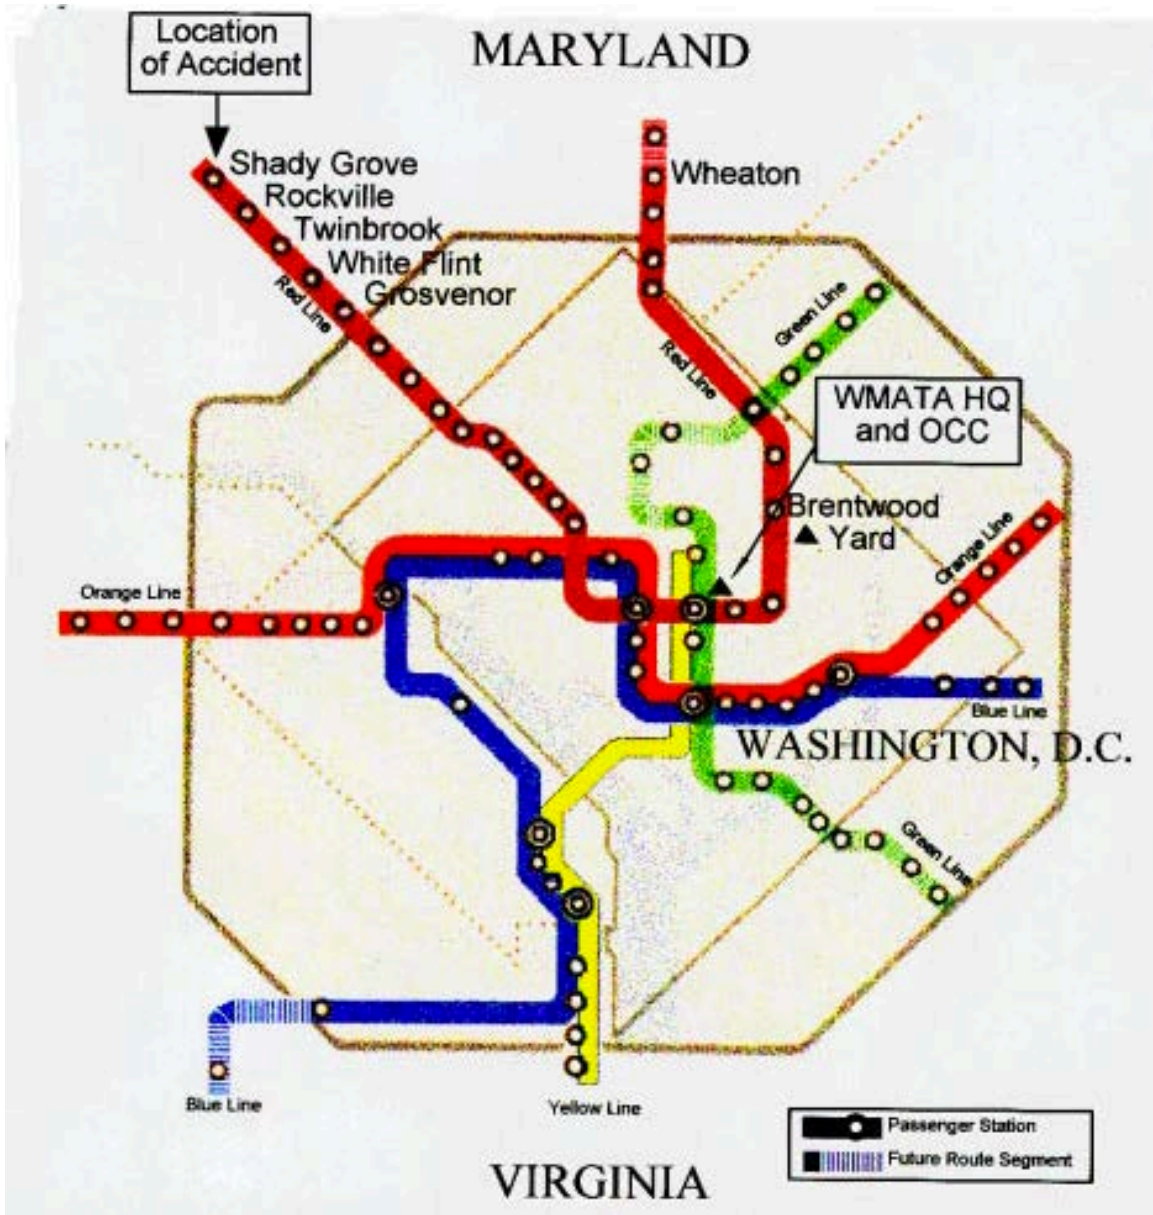 Location
of Accident
MARYLAND
Shady Grove
Rockville
Twinbrook
White Flint
Grosvenor
Red Line
Wheaton
Green Line
Red Line
WMATA HQ
and OCC
Brentwood
Yard
Orange Line
Orange Line
Blue Line
WASHINGTON, D.C.
Green Line
Blue Line
Yellow Line
Passenger Station
Future Route Segment
VIRGINIA